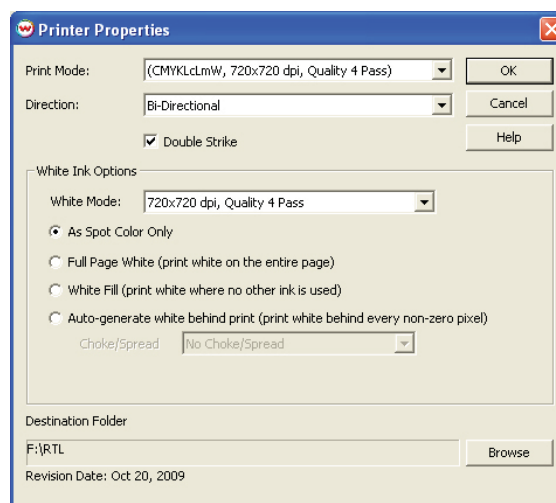 Printer Properties
Print Mode: (CMYKLcLmW, 720x720 dpi, Quality 4 Pass) OK
Direction: Bi-Directional Cancel
Double Strike Help
White Ink Options
White Mode: 720x720 dpi, Quality 4 Pass
As Spot Color Only
Full Page White (print white on the entire page)
White Fill (print white where no other ink is used)
Auto-generate white behind print (print white behind every non-zero pixel)
Choke/Spread No Choke/Spread
Destination Folder
F:\RTL Browse
Revision Date: Oct 20, 2009